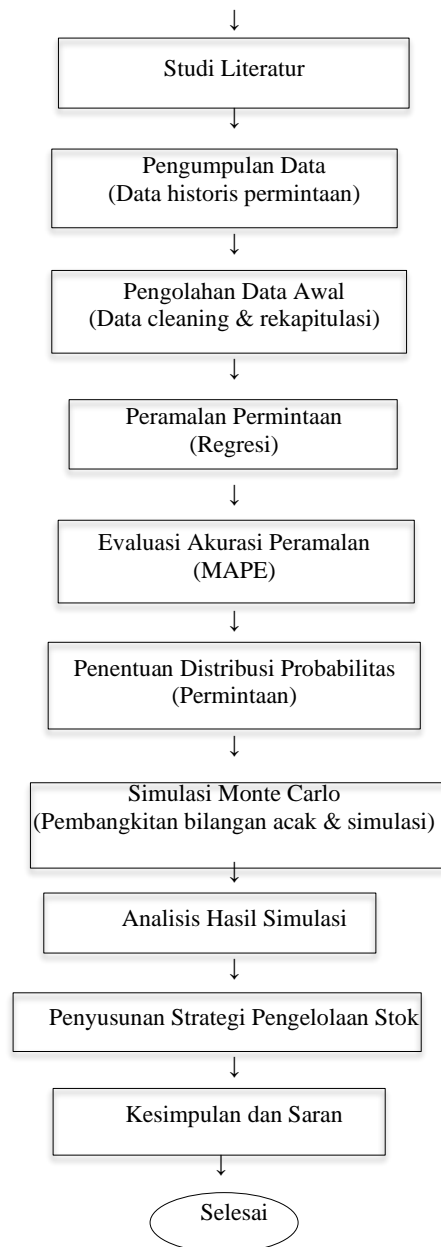 Studi Literatur
Pengumpulan Data
(Data historis permintaan)
Pengolahan Data Awal
(Data cleaning & rekapitulasi)
Peramalan Permintaan
(Regresi)
Evaluasi Akurasi Peramalan
(MAPE)
Penentuan Distribusi Probabilitas
(Permintaan)
Simulasi Monte Carlo
(Pembangkitan bilangan acak & simulasi)
Analisis Hasil Simulasi
Penyusunan Strategi Pengelolaan Stok
Kesimpulan dan Saran
Selesai